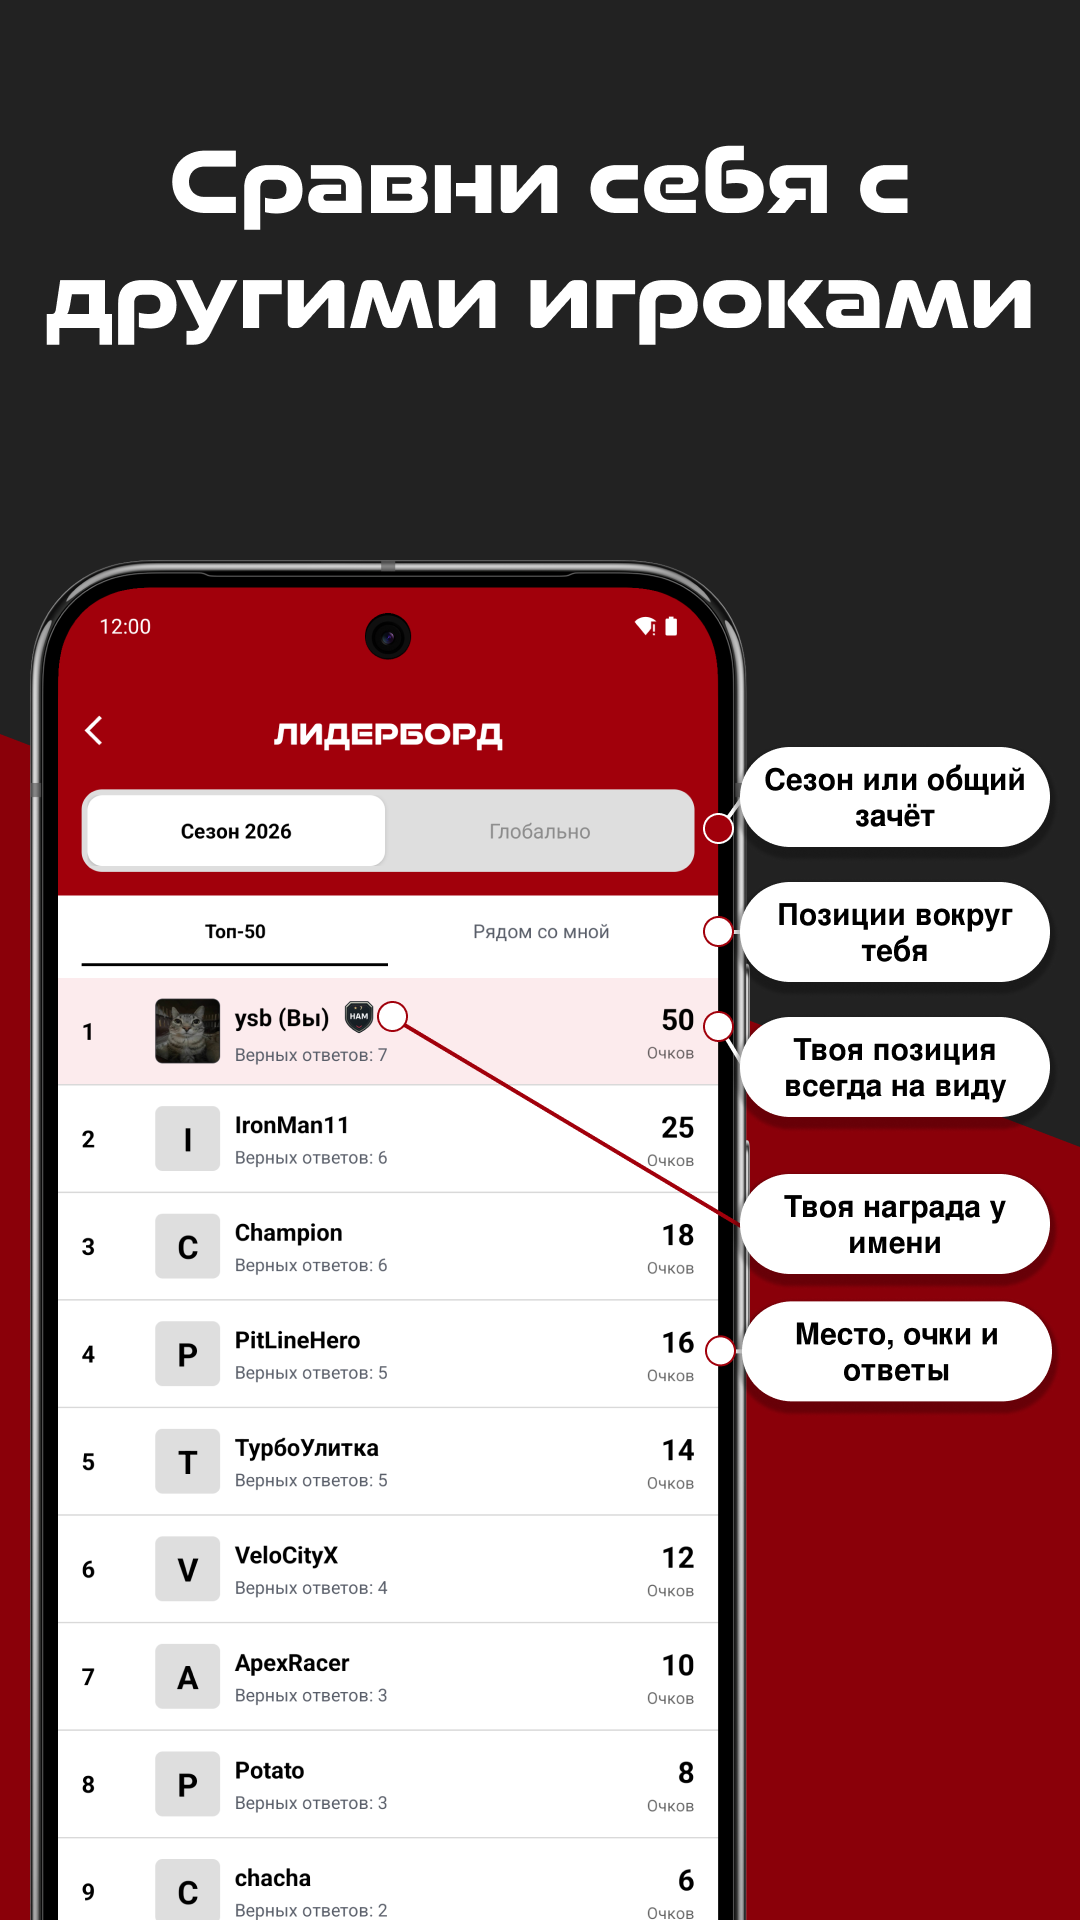 Сравни себя с
другими игроками
12:00
ЛИДЕРБОРД
Сезон 2026
Глобально
Сезон или общий
зачёт
Топ-50
Рядом со мной
Позиции вокруг
тебя
1
ysb (Вы)
HAM
Верных ответов: 7
50
Очков
Твоя позиция
всегда на виду
2
I
IronMan11
Верных ответов: 6
25
Очков
Твоя награда у
имени
3
C
Champion
Верных ответов: 6
18
Очков
4
P
PitLineHero
Верных ответов: 5
16
Очков
Место, очки и
ответы
5
Т
ТурбоУлитка
Верных ответов: 5
14
Очков
6
V
VeloCityX
Верных ответов: 4
12
Очков
7
A
ApexRacer
Верных ответов: 3
10
Очков
8
P
Potato
Верных ответов: 3
8
Очков
9
C
chacha
Верных ответов: 2
6
Очков